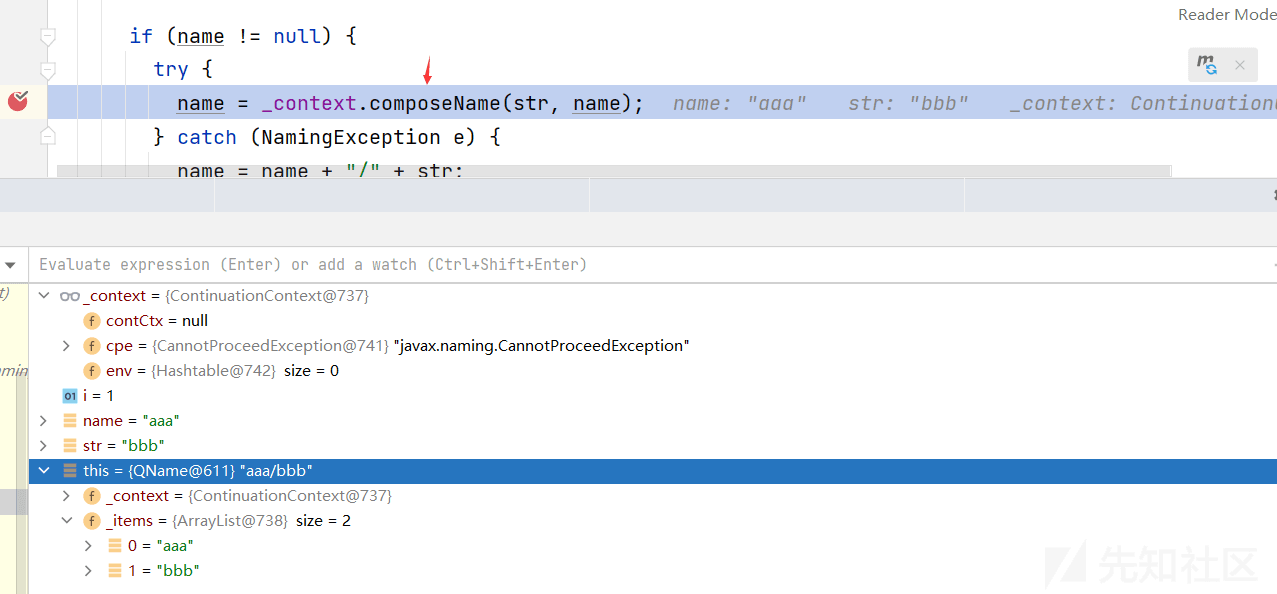 Reader Mode
if (name != null) {
try {
name = _context.composeName(str, name); name: "aaa" str: "bbb" _context: Continuation
} catch (NamingException e) {
name = name + "/" + str;
Evaluate expression (Enter) or add a watch (Ctrl+Shift+Enter)
t)
_context = {ContinuationContext@737}
contCtx = null
cpe = {CannotProceedException@741} "javax.naming.CannotProceedException"
amin
env = {Hashtable@742} size = 0
01 i = 1
name = "aaa"
str = "bbb"
this = {QName@611} "aaa/bbb"
_context = {ContinuationContext@737}
_items = {ArrayList@738} size = 2
0 = "aaa"
1 = "bbb"
先知社区